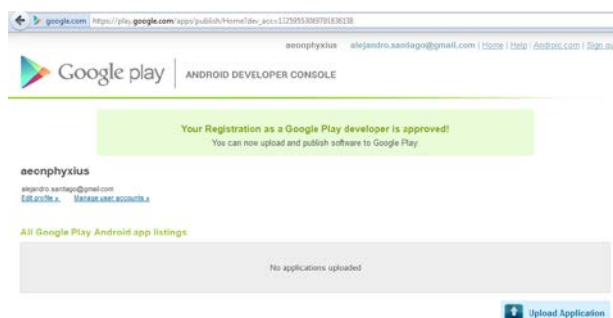 google.com https://play.google.com/apps/publish/Home?dev_acc=
aeonphyxius alejandro.santiago@gmail.com | Home | Help | Android.com | Sign
Google play ANDROID DEVELOPER CONSOLE
Your Registration as a Google Play developer is approved!
You can now upload and publish software to Google Play
aeonphyxius
alejandro.santiago@gmail.com
Edit profile » Manage user accounts »
All Google Play Android app listings
No applications uploaded
Upload Application